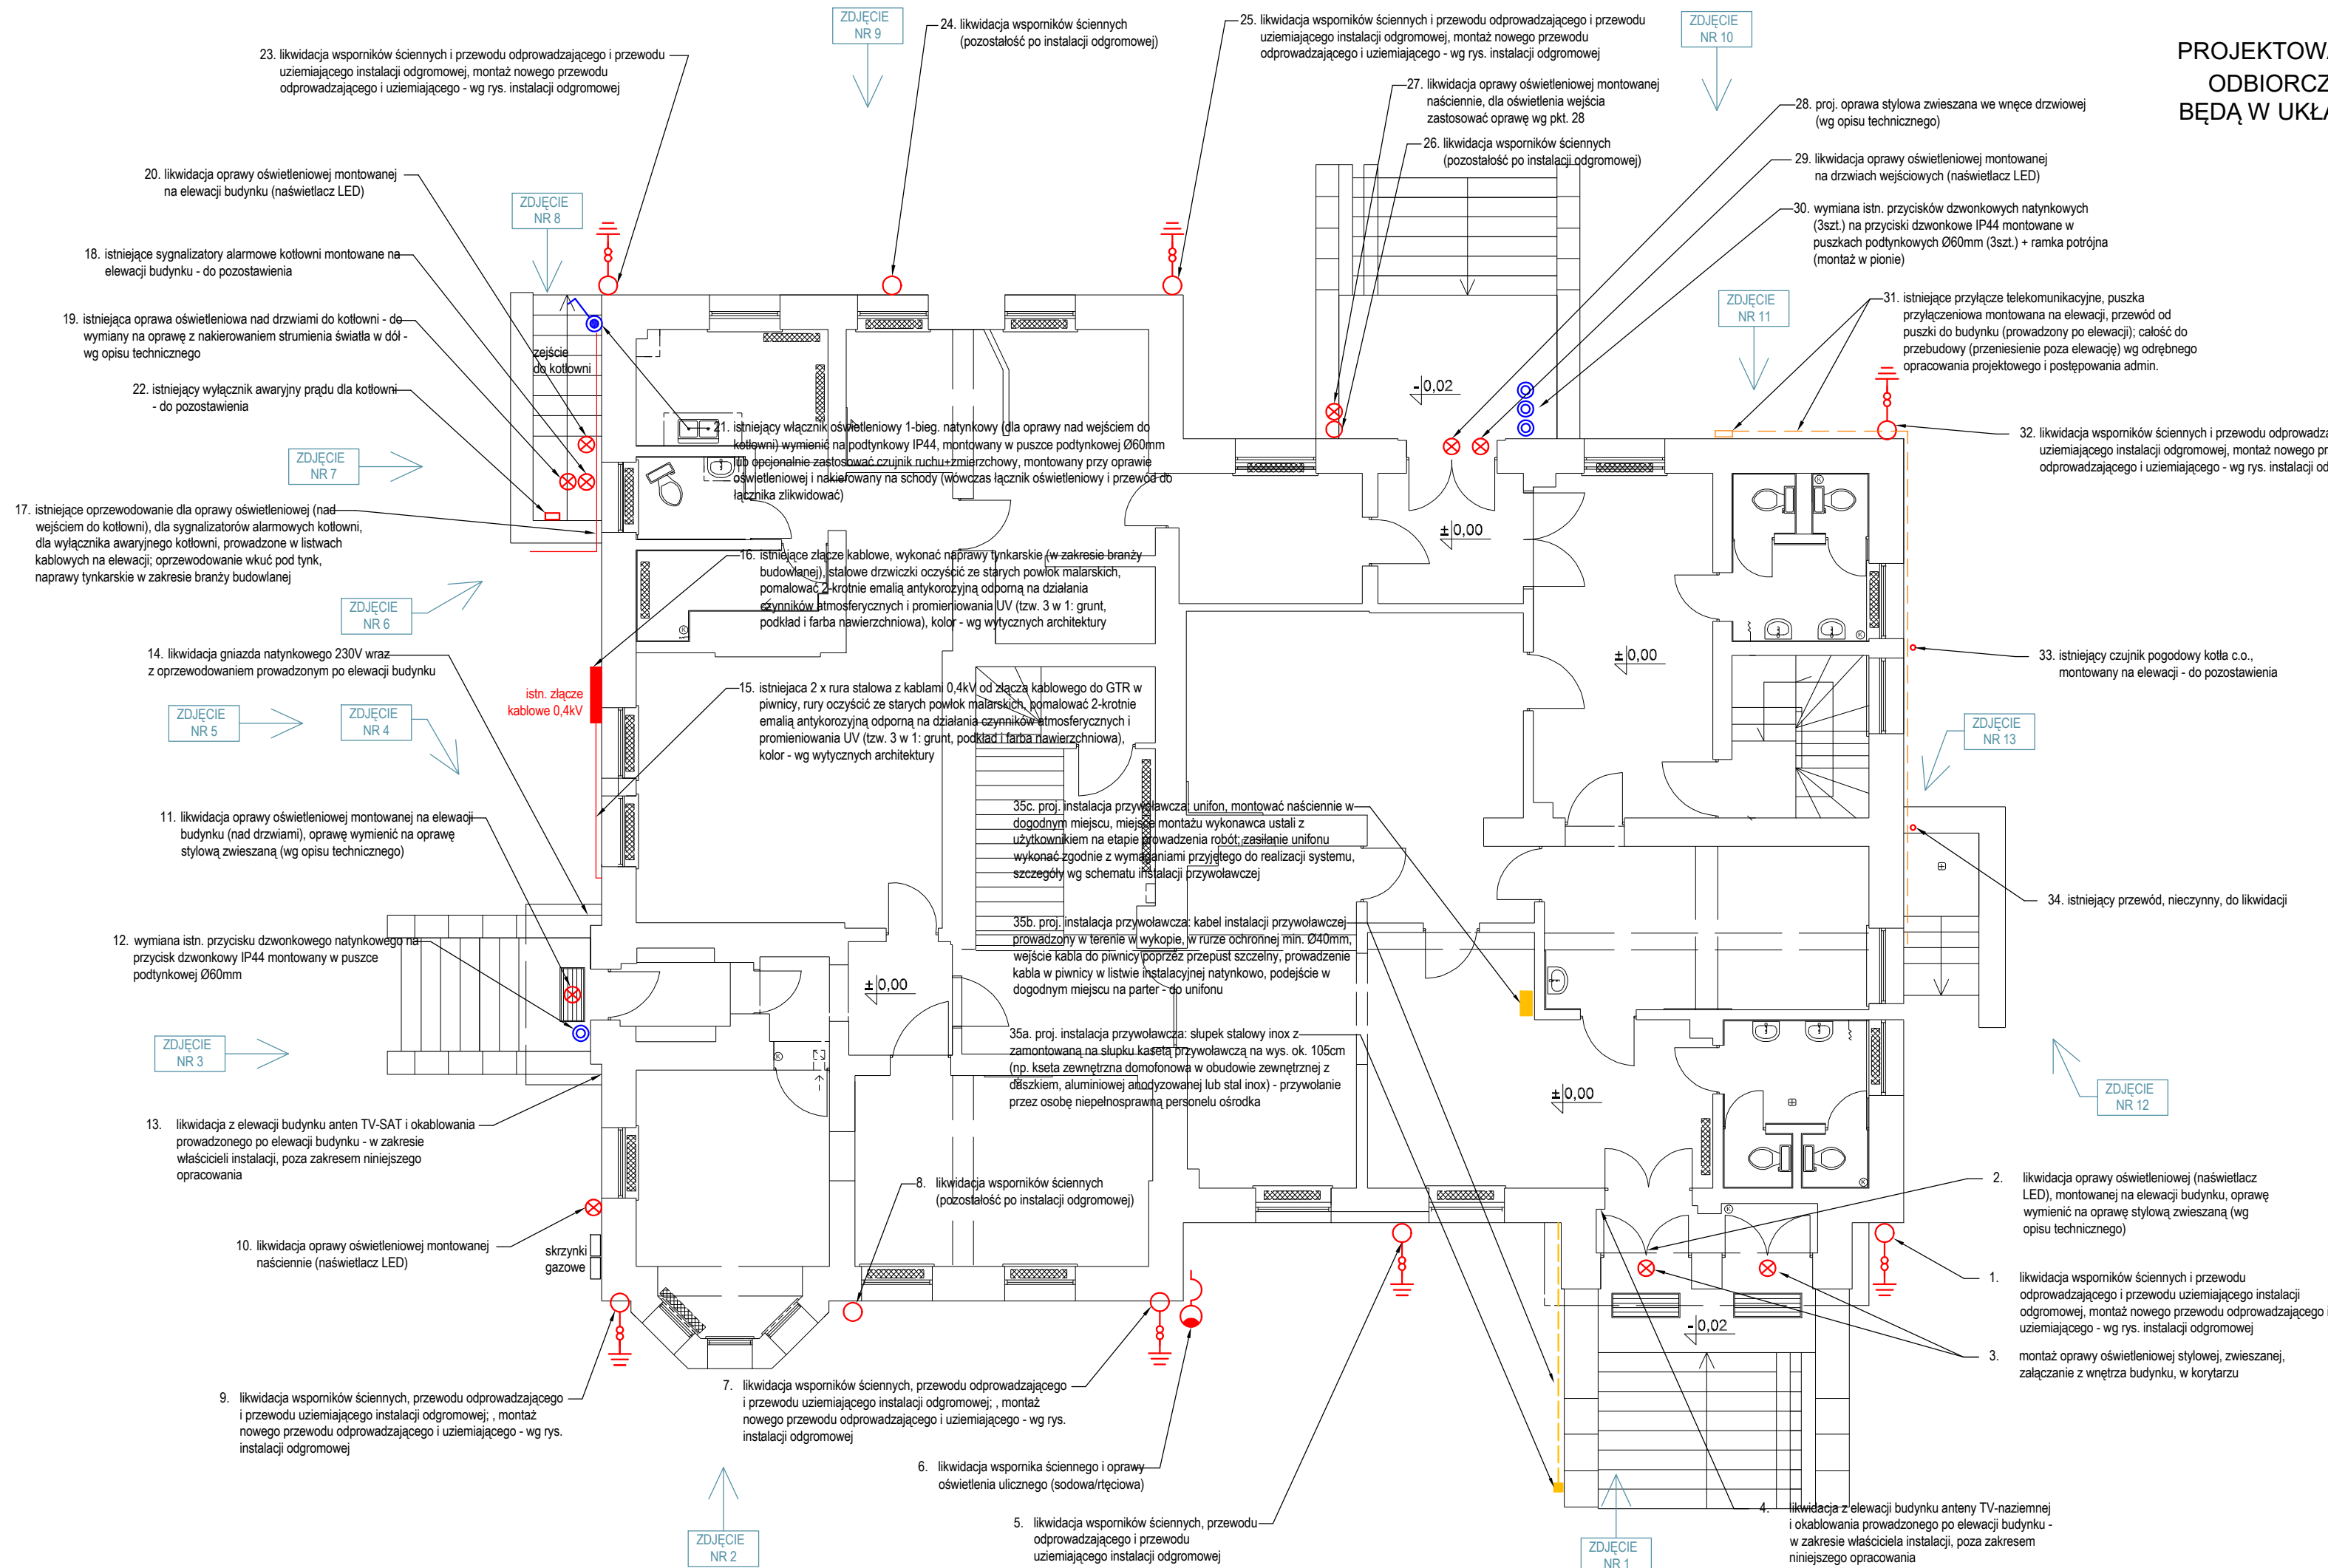 PROJEKTOWA
ODBIORCZ
BĘDĄ W UKŁA
ZDJĘCIE
NR 9
24. likwidacja wsporników ściennych
(pozostałość po instalacji odgromowej)
25. likwidacja wsporników ściennych i przewodu odprowadzającego i przewodu
uziemiającego instalacji odgromowej, montaż nowego przewodu
odprowadzającego i uziemiającego - wg rys. instalacji odgromowej
ZDJĘCIE
NR 10
23. likwidacja wsporników ściennych i przewodu odprowadzającego i przewodu
uziemiającego instalacji odgromowej, montaż nowego przewodu
odprowadzającego i uziemiającego - wg rys. instalacji odgromowej
27. likwidacja oprawy oświetleniowej montowanej
naściennie, dla oświetlenia wejścia
zastosować oprawę wg pkt. 28
28. proj. oprawa stylowa zwieszana we wnęce drzwiowej
(wg opisu technicznego)
26. likwidacja wsporników ściennych
(pozostałość po instalacji odgromowej)
29. likwidacja oprawy oświetleniowej montowanej
na drzwiach wejściowych (naświetlacz LED)
20. likwidacja oprawy oświetleniowej montowanej
na elewacji budynku (naświetlacz LED)
ZDJĘCIE
NR 8
30. wymiana istn. przycisków dzwonkowych natynkowych
(3szt.) na przyciski dzwonkowe IP44 montowane w
puszkach podtynkowych Ø60mm (3szt.) + ramka potrójna
(montaż w pionie)
18. istniejące sygnalizatory alarmowe kotłowni montowane na
elewacji budynku - do pozostawienia
19. istniejąca oprawa oświetleniowa nad drzwiami do kotłowni - do
wymiany na oprawę z nakierowaniem strumienia światła w dół -
wg opisu technicznego
zejście
do kotłowni
ZDJĘCIE
NR 11
31. istniejące przyłącze telekomunikacyjne, puszka
przyłączeniowa montowana na elewacji, przewód od
puszki do budynku (prowadzony po elewacji); całość do
przebudowy (przeniesienie poza elewację) wg odrębnego
opracowania projektowego i postępowania admin.
22. istniejący wyłącznik awaryjny prądu dla kotłowni
- do pozostawienia
-0,02
21. istniejący włącznik oświetleniowy 1-bieg. natynkowy (dla oprawy nad wejściem do
kotłowni) wymienić na podtynkowy IP44, montowany w puszce podtynkowej Ø60mm
lub opcjonalnie zastosować czujnik ruchu+zmierzchowy, montowany przy oprawie
oświetleniowej i nakierowany na schody (wówczas łącznik oświetleniowy i przewód do
łącznika zlikwidować)
32. likwidacja wsporników ściennych i przewodu odprowadza
uziemiającego instalacji odgromowej, montaż nowego pr
odprowadzającego i uziemiającego - wg rys. instalacji od
ZDJĘCIE
NR 7
17. istniejące oprzewodowanie dla oprawy oświetleniowej (nad
wejściem do kotłowni), dla sygnalizatorów alarmowych kotłowni,
dla wyłącznika awaryjnego kotłowni, prowadzone w listwach
kablowych na elewacji; oprzewodowanie wkuć pod tynk,
naprawy tynkarskie w zakresie branży budowlanej
±0,00
16. istniejące złącze kablowe, wykonać naprawy tynkarskie (w zakresie branży
budowlanej), stalowe drzwiczki oczyścić ze starych powłok malarskich,
pomalować 2-krotnie emalią antykorozyjną odporną na działania
czynników atmosferycznych i promieniowania UV (tzw. 3 w 1: grunt,
podkład i farba nawierzchniowa), kolor - wg wytycznych architektury
ZDJĘCIE
NR 6
14. likwidacja gniazda natynkowego 230V wraz
z oprzewodowaniem prowadzonym po elewacji budynku
±0,00
33. istniejący czujnik pogodowy kotła c.o.,
montowany na elewacji - do pozostawienia
istn. złącze
kablowe 0,4kV
15. istniejaca 2 x rura stalowa z kablami 0,4kV od złącza kablowego do GTR w
piwnicy, rury oczyścić ze starych powłok malarskich, pomalować 2-krotnie
emalią antykorozyjną odporną na działania czynników atmosferycznych i
promieniowania UV (tzw. 3 w 1: grunt, podkład i farba nawierzchniowa),
kolor - wg wytycznych architektury
ZDJĘCIE
NR 5
ZDJĘCIE
NR 4
ZDJĘCIE
NR 13
11. likwidacja oprawy oświetleniowej montowanej na elewacji
budynku (nad drzwiami), oprawę wymienić na oprawę
stylową zwieszaną (wg opisu technicznego)
35c. proj. instalacja przywoławcza: unifon, montować naściennie w
dogodnym miejscu, miejsce montażu wykonawca ustali z
użytkownikiem na etapie prowadzenia robót; zasilanie unifonu
wykonać zgodnie z wymaganiami przyjętego do realizacji systemu,
szczegóły wg schematu instalacji przywoławczej
34. istniejący przewód, nieczynny, do likwidacji
12. wymiana istn. przycisku dzwonkowego natynkowego na
przycisk dzwonkowy IP44 montowany w puszce
podtynkowej Ø60mm
35b. proj. instalacja przywoławcza: kabel instalacji przywoławczej
prowadzony w terenie w wykopie, w rurze ochronnej min. Ø40mm,
wejście kabla do piwnicy poprzez przepust szczelny, prowadzenie
kabla w piwnicy w listwie instalacyjnej natynkowo, podejście w
dogodnym miejscu na parter - do unifonu
±0,00
ZDJĘCIE
NR 3
35a. proj. instalacja przywoławcza: słupek stalowy inox z
zamontowaną na słupku kasetą przywoławczą na wys. ok. 105cm
(np. kseta zewnętrzna domofonowa w obudowie zewnętrznej z
daszkiem, aluminiowej anodyzowanej lub stal inox) - przywołanie
przez osobę niepełnosprawną personelu ośrodka
±0,00
ZDJĘCIE
NR 12
13. likwidacja z elewacji budynku anten TV-SAT i okablowania
prowadzonego po elewacji budynku - w zakresie
właścicieli instalacji, poza zakresem niniejszego
opracowania
8. likwidacja wsporników ściennych
(pozostałość po instalacji odgromowej)
2. likwidacja oprawy oświetleniowej (naświetlacz
LED), montowanej na elewacji budynku, oprawę
wymienić na oprawę stylową zwieszaną (wg
opisu technicznego)
10. likwidacja oprawy oświetleniowej montowanej
naściennie (naświetlacz LED)
skrzynki
gazowe
1. likwidacja wsporników ściennych i przewodu
odprowadzającego i przewodu uziemiającego instalacji
odgromowej, montaż nowego przewodu odprowadzającego i
uziemiającego - wg rys. instalacji odgromowej
-0,02
3. montaż oprawy oświetleniowej stylowej, zwieszanej,
załączanie z wnętrza budynku, w korytarzu
9. likwidacja wsporników ściennych, przewodu odprowadzającego
i przewodu uziemiającego instalacji odgromowej; , montaż
nowego przewodu odprowadzającego i uziemiającego - wg rys.
instalacji odgromowej
7. likwidacja wsporników ściennych, przewodu odprowadzającego
i przewodu uziemiającego instalacji odgromowej; , montaż
nowego przewodu odprowadzającego i uziemiającego - wg rys.
instalacji odgromowej
6. likwidacja wspornika ściennego i oprawy
oświetlenia ulicznego (sodowa/rtęciowa)
5. likwidacja wsporników ściennych, przewodu
odprowadzającego i przewodu
uziemiającego instalacji odgromowej
4. likwidacja z elewacji budynku anteny TV-naziemnej
i okablowania prowadzonego po elewacji budynku -
w zakresie właściciela instalacji, poza zakresem
niniejszego opracowania
ZDJĘCIE
NR 2
ZDJĘCIE
NR 1